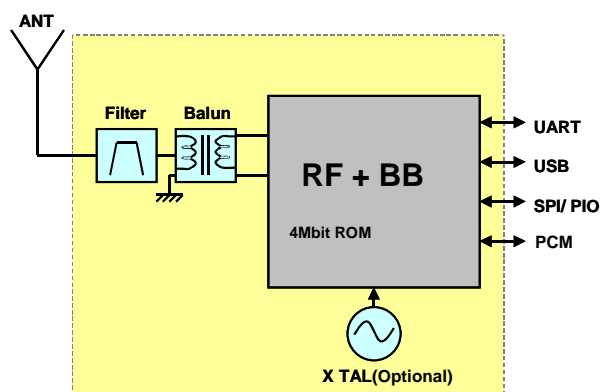 ANT
Filter
Balun
RF + BB
4Mbit ROM
UART
USB
SPI/ PIO
PCM
X TAL(Optional)